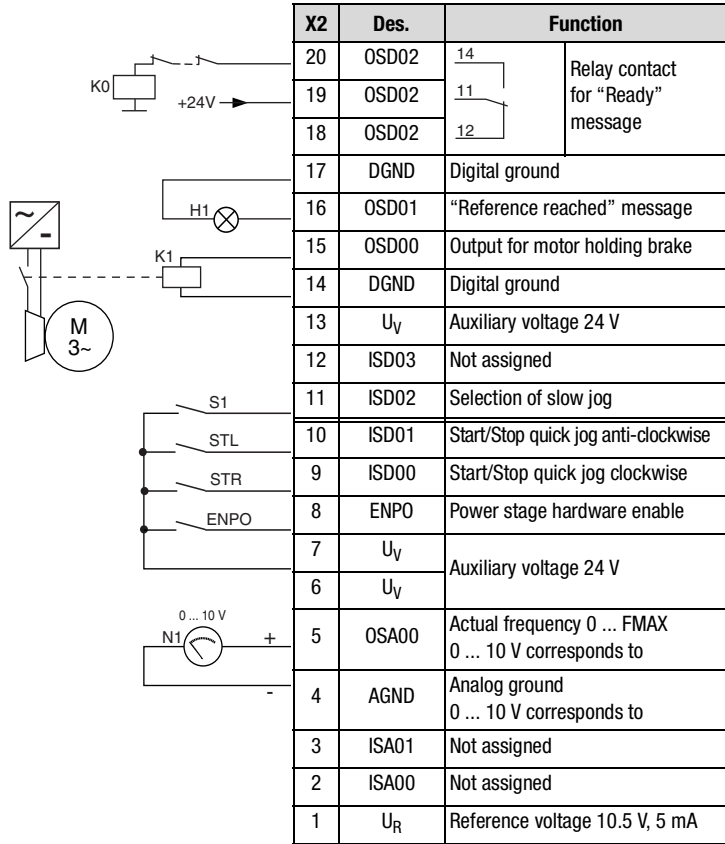 X2 Des. Function
20 OSD02 14 Relay contact
K0 +24V 19 OSD02 11 for “Ready”
18 OSD02 12 message
17 DGND Digital ground
H1 16 OSD01 “Reference reached” message
K1 15 OSD00 Output for motor holding brake
14 DGND Digital ground
~ -
M
3~
13 UV Auxiliary voltage 24 V
12 ISD03 Not assigned
S1 11 ISD02 Selection of slow jog
STL 10 ISD01 Start/Stop quick jog anti-clockwise
STR 9 ISD00 Start/Stop quick jog clockwise
ENPO 8 ENPO Power stage hardware enable
7 UV Auxiliary voltage 24 V
6 UV
0 ... 10 V
N1 + 5 OSA00 Actual frequency 0 ... FMAX
0 ... 10 V corresponds to
- 4 AGND Analog ground
0 ... 10 V corresponds to
3 ISA01 Not assigned
2 ISA00 Not assigned
1 UR Reference voltage 10.5 V, 5 mA